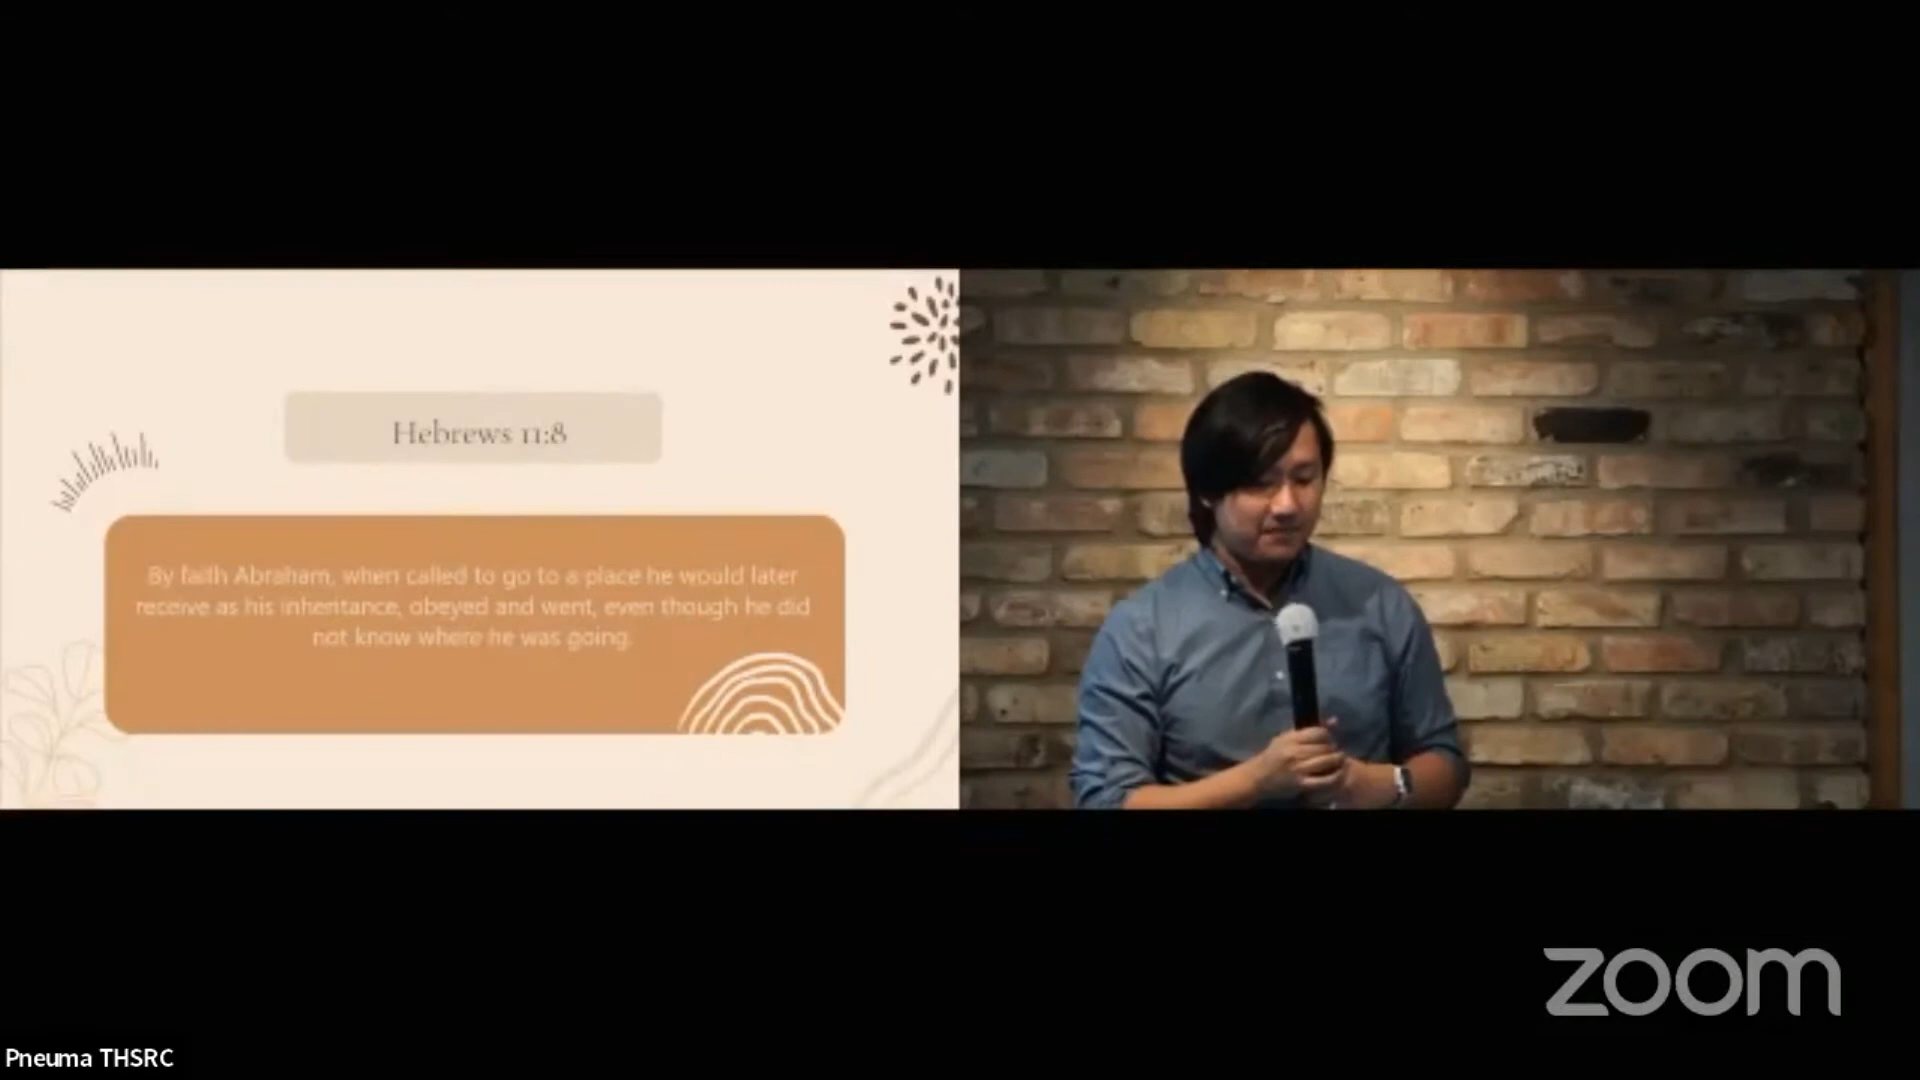 Hebrews 11:8
By faith Abraham, when called to go to a place he would later
receive as his inheritance, obeyed and went, even though he did
not know where he was going.
zoom
Pneuma THSRC